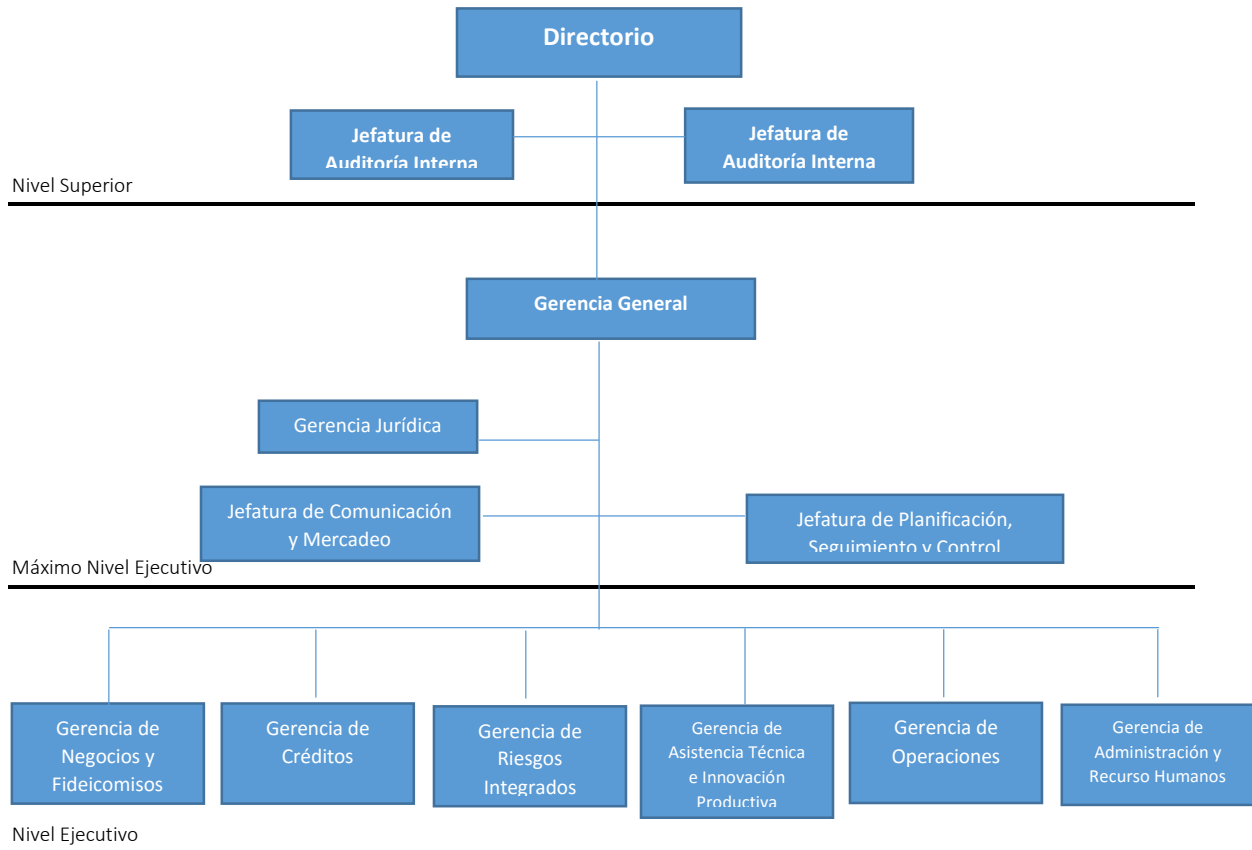 Directorio
Jefatura de
Auditoría Interna
Jefatura de
Auditoría Interna
Nivel Superior
Gerencia General
Gerencia Jurídica
Jefatura de Comunicación
y Mercadeo
Jefatura de Planificación,
Seguimiento y Control
Máximo Nivel Ejecutivo
Gerencia de
Negocios y
Fideicomisos
Gerencia de
Créditos
Gerencia de
Riesgos
Integrados
Gerencia de
Asistencia Técnica
e Innovación
Productiva
Gerencia de
Operaciones
Gerencia de
Administración y
Recurso Humanos
Nivel Ejecutivo